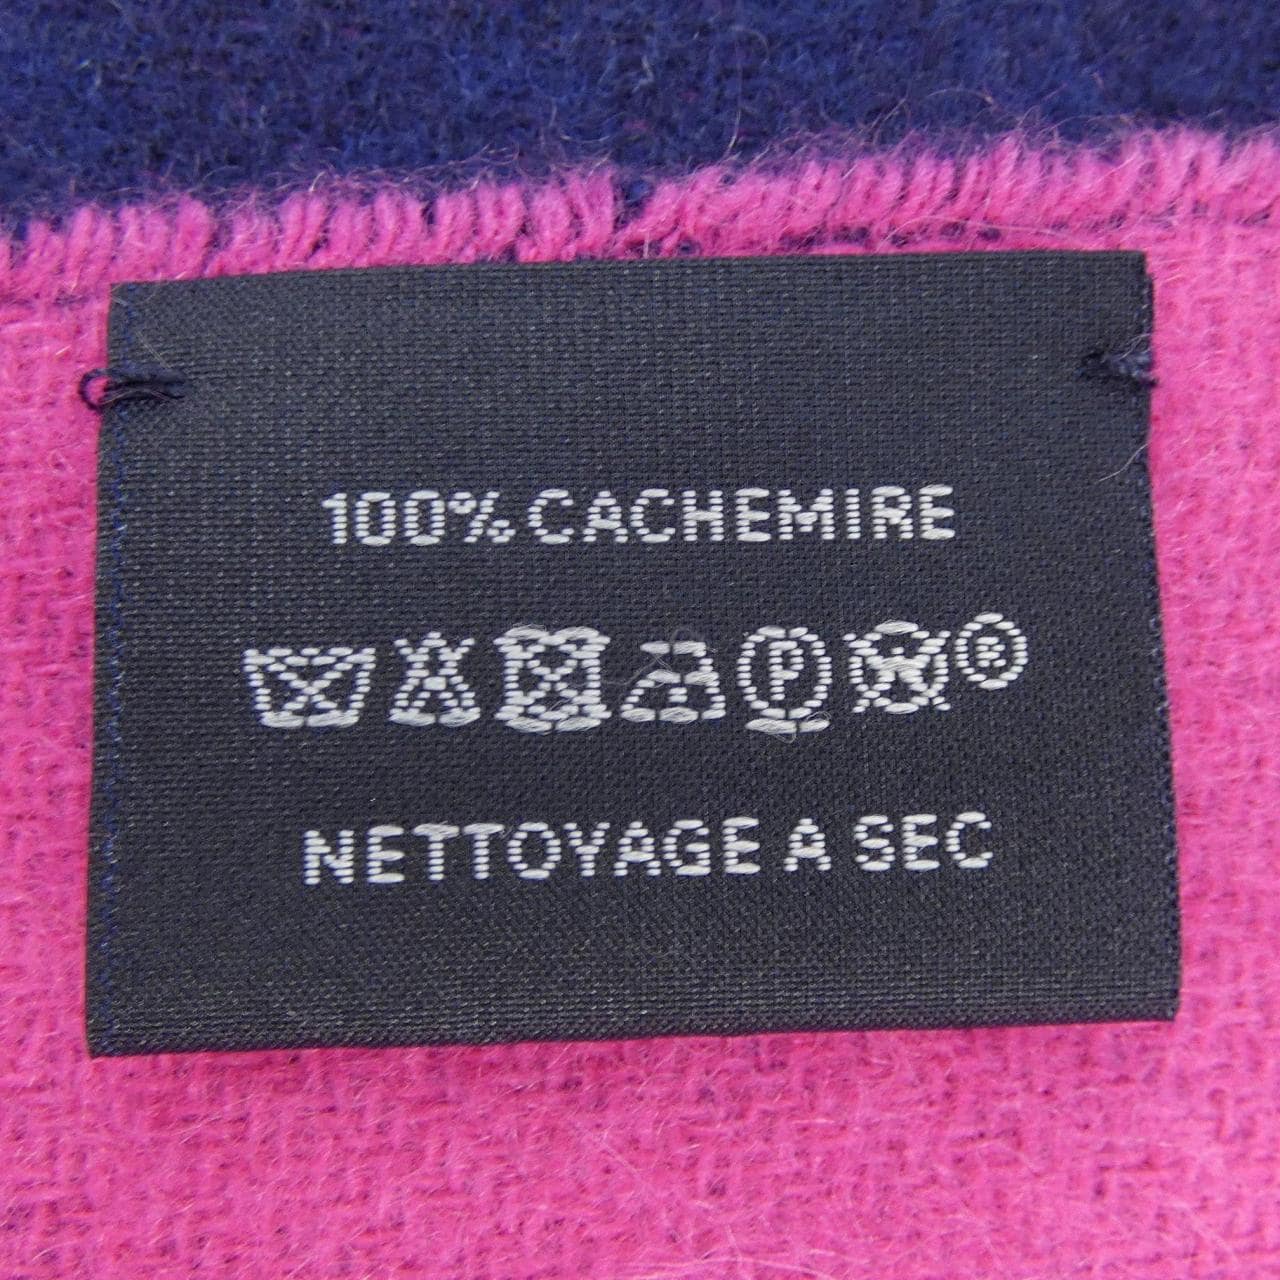 100% CACHEMIRE
P W ®
NETTOYAGE A SEC